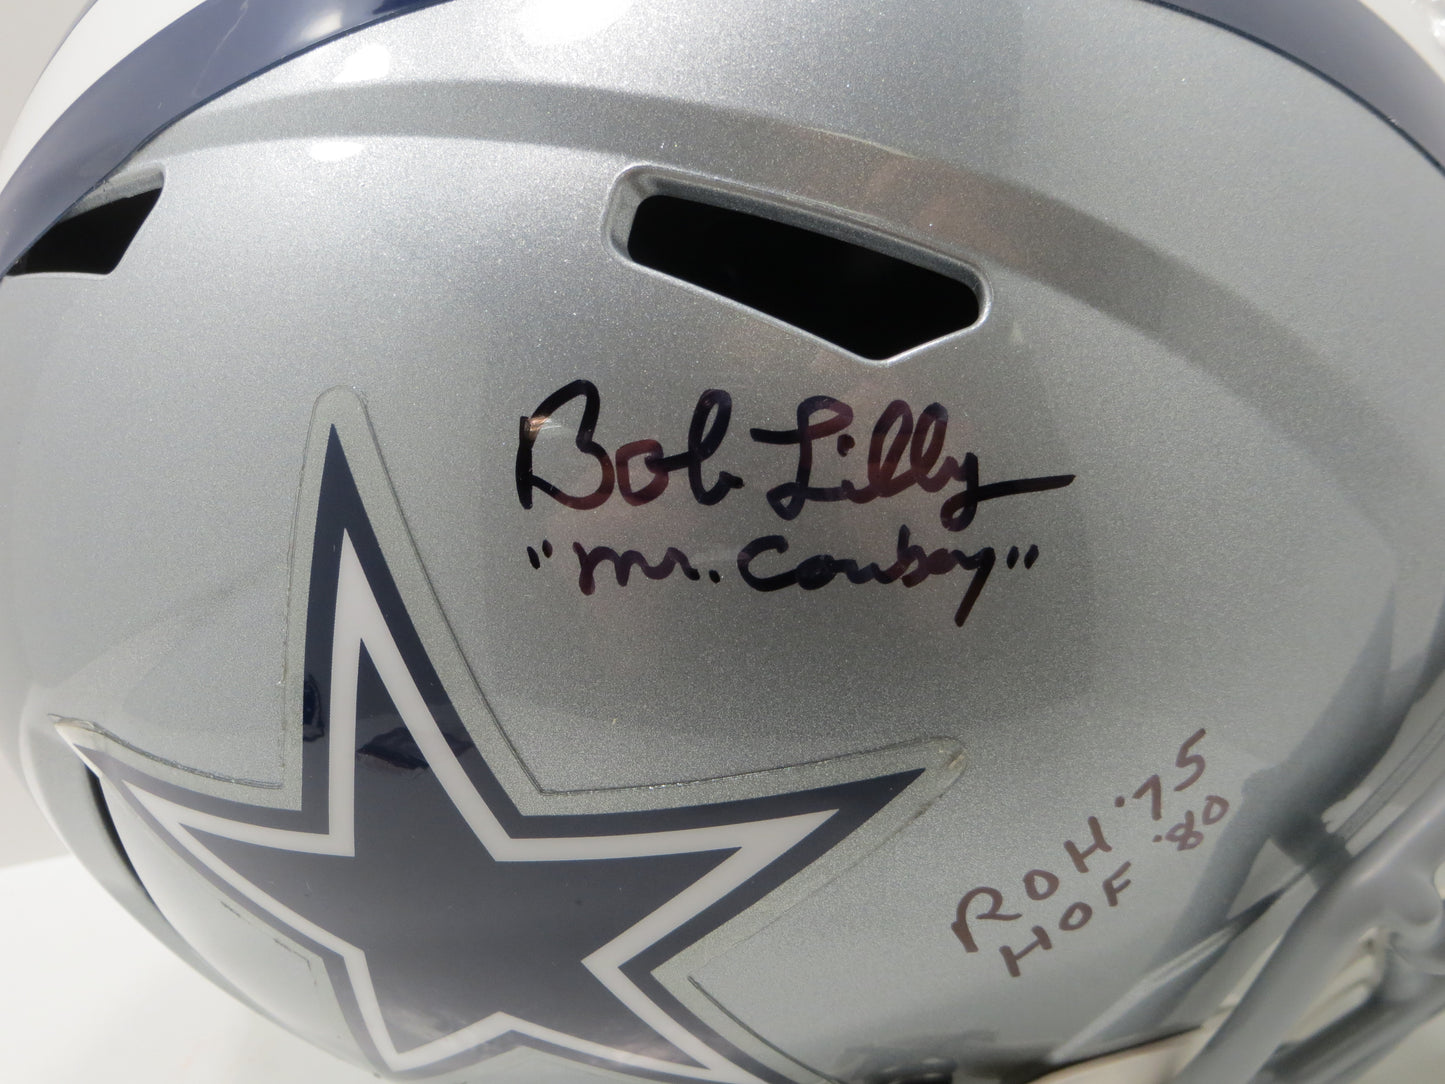 Bob Lilly
"mr. Cowboy"
ROH '75
HOF '80